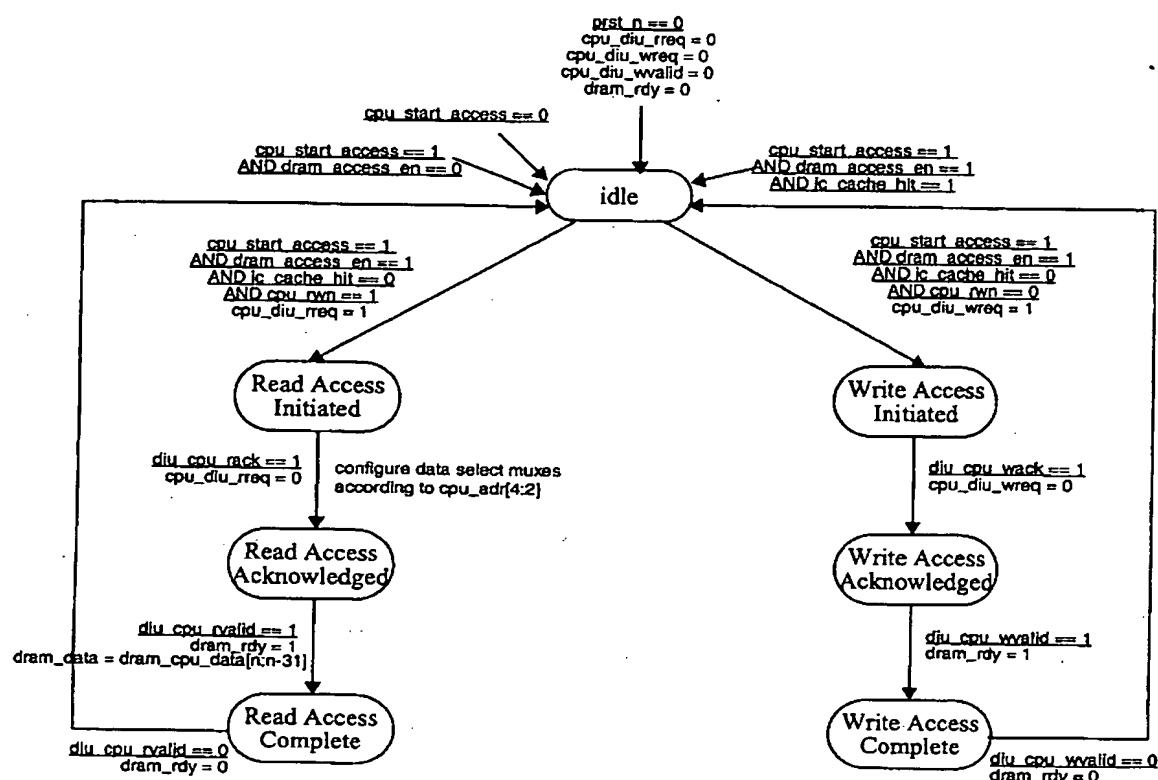 prst_n == 0
cpu_diu_rreq = 0
cpu_diu_wreq = 0
cpu_diu_wvalid = 0
dram_rdy = 0
cpu_start_access == 0
cpu_start_access == 1
AND dram_access_en == 0
cpu_start_access == 1
AND dram_access_en == 1
AND ic_cache_hit == 1
idle
cpu_start_access == 1
AND dram_access_en == 1
AND ic_cache_hit == 0
AND cpu_rwn == 1
cpu_diu_rreq = 1
cpu_start_access == 1
AND dram_access_en == 1
AND ic_cache_hit == 0
AND cpu_rwn == 0
cpu_diu_wreq = 1
Read Access
Initiated
Write Access
Initiated
diu_cpu_rack == 1
cpu_diu_rreq = 0
configure data select muxes
according to cpu_adr[4:2]
diu_cpu_wack == 1
cpu_diu_wreq = 0
Read Access
Acknowledged
Write Access
Acknowledged
diu_cpu_rvalid == 1
dram_rdy = 1
dram_data = dram_cpu_data[n:n-31]
diu_cpu_wvalid == 1
dram_rdy = 1
Read Access
Complete
Write Access
Complete
diu_cpu_rvalid == 0
dram_rdy = 0
diu_cpu_wvalid == 0
dram_rdy = 0